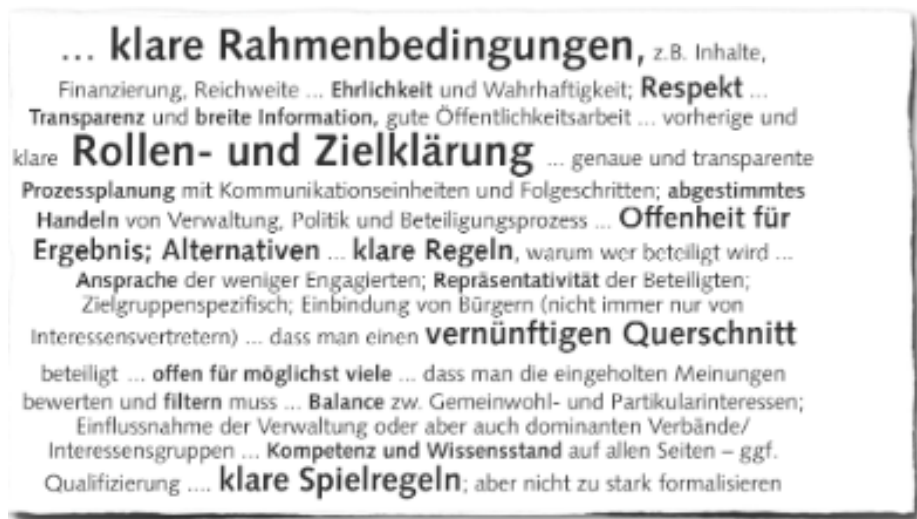 ... klare Rahmenbedingungen, z.B. Inhalte,
Finanzierung, Reichweite ... Ehrlichkeit und Wahrhaftigkeit; Respekt ...
Transparenz und breite Information, gute Öffentlichkeitsarbeit ... vorherige und
klare Rollen- und Zielklärung ... genaue und transparente
Prozessplanung mit Kommunikationseinheiten und Folgeschritten; abgestimmtes
Handeln von Verwaltung, Politik und Beteiligungsprozess ... Offenheit für
Ergebnis; Alternativen ... klare Regeln, warum wer beteiligt wird ...
Ansprache der weniger Engagierten; Repräsentativität der Beteiligten;
Zielgruppenspezifisch; Einbindung von Bürgern (nicht immer nur von
Interessensvertretern) ... dass man einen vernünftigen Querschnitt
beteiligt ... offen für möglichst viele ... dass man die eingeholten Meinungen
bewerten und filtern muss ... Balance zw. Gemeinwohl- und Partikularinteressen;
Einflussnahme der Verwaltung oder aber auch dominanten Verbände/
Interessensgruppen ... Kompetenz und Wissensstand auf allen Seiten – ggf.
Qualifizierung .... klare Spielregeln; aber nicht zu stark formalisieren